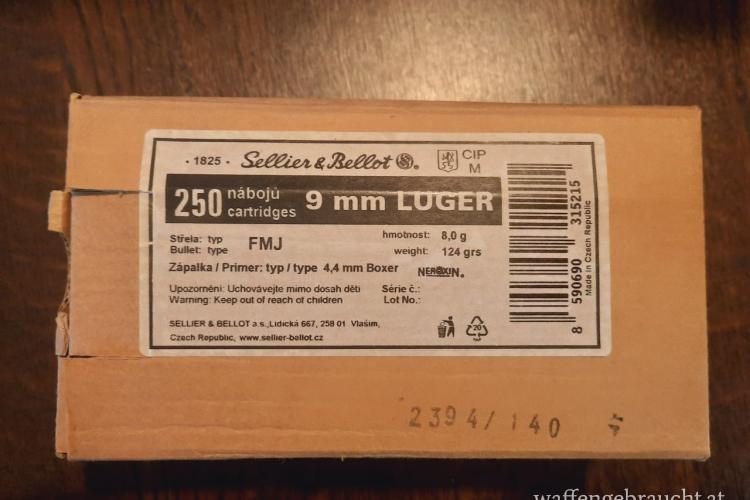 · 1825 · Sellier & Bellot SB®. CIP
M
250 nábojů
cartridges 9 mm LUGER
Střela: typ
Bullet: type FMJ
hmotnost: 8,0 g
weight: 124 grs
Zápalka / Primer: typ / type 4,4 mm Boxer NEROXIN.
Upozornění: Uchovávejte mimo dosah dětí
Warning: Keep out of reach of children
Série č.:
Lot No.:
SELLIER & BELLOT a.s.,Lidická 667, 258 01 Vlašim,
Czech Republic, www.sellier-bellot.cz
20
PAP
8 590690 315215
Made in Czech Republic
2394/140
waffengebraucht.at